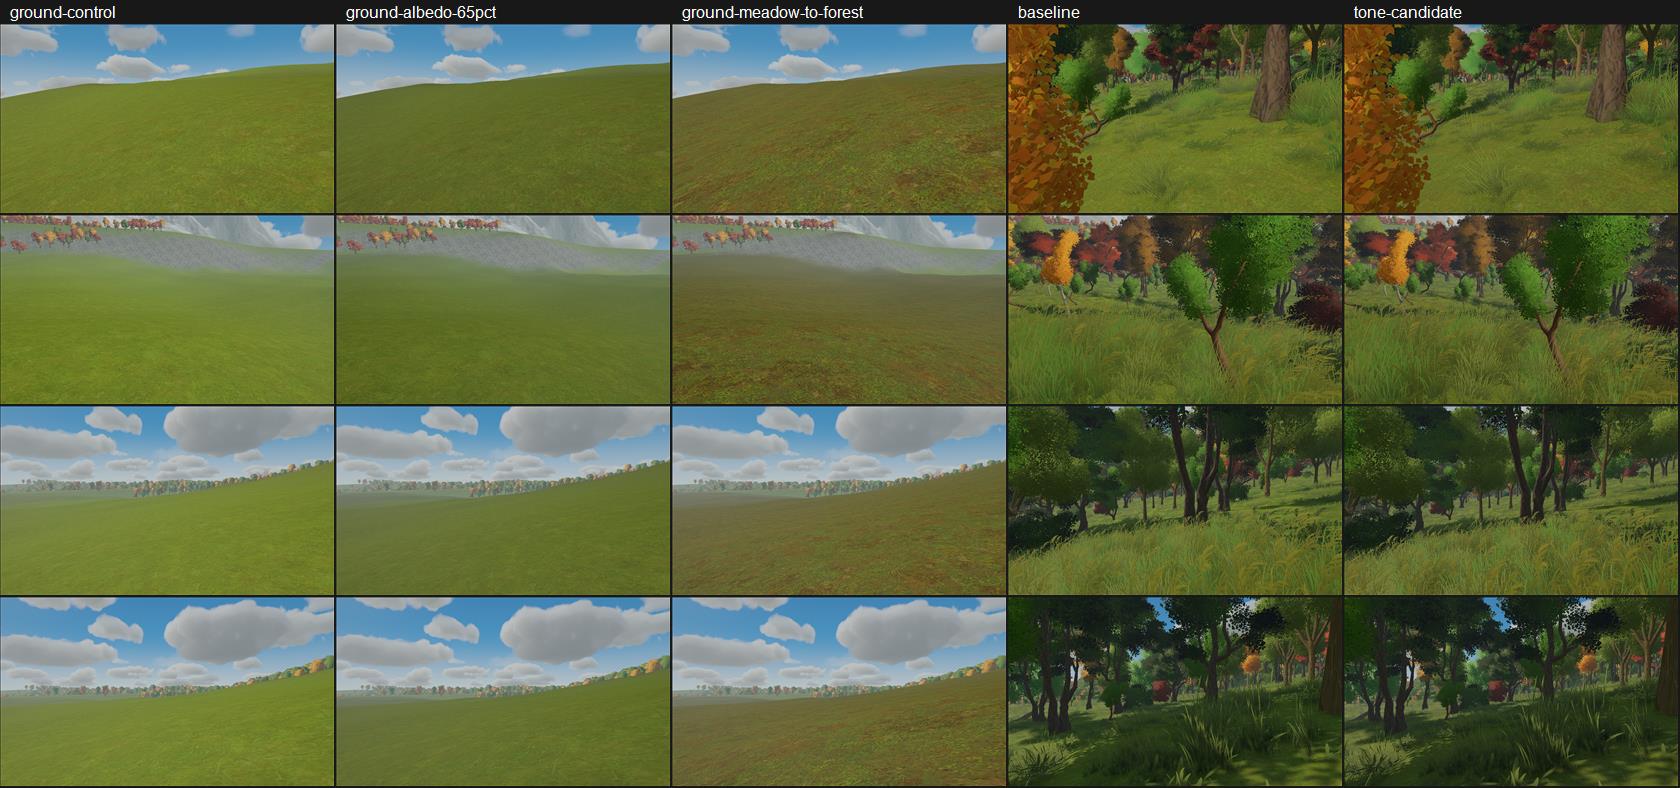 ground-control
ground-albedo-65pct
ground-meadow-to-forest
baseline
tone-candidate